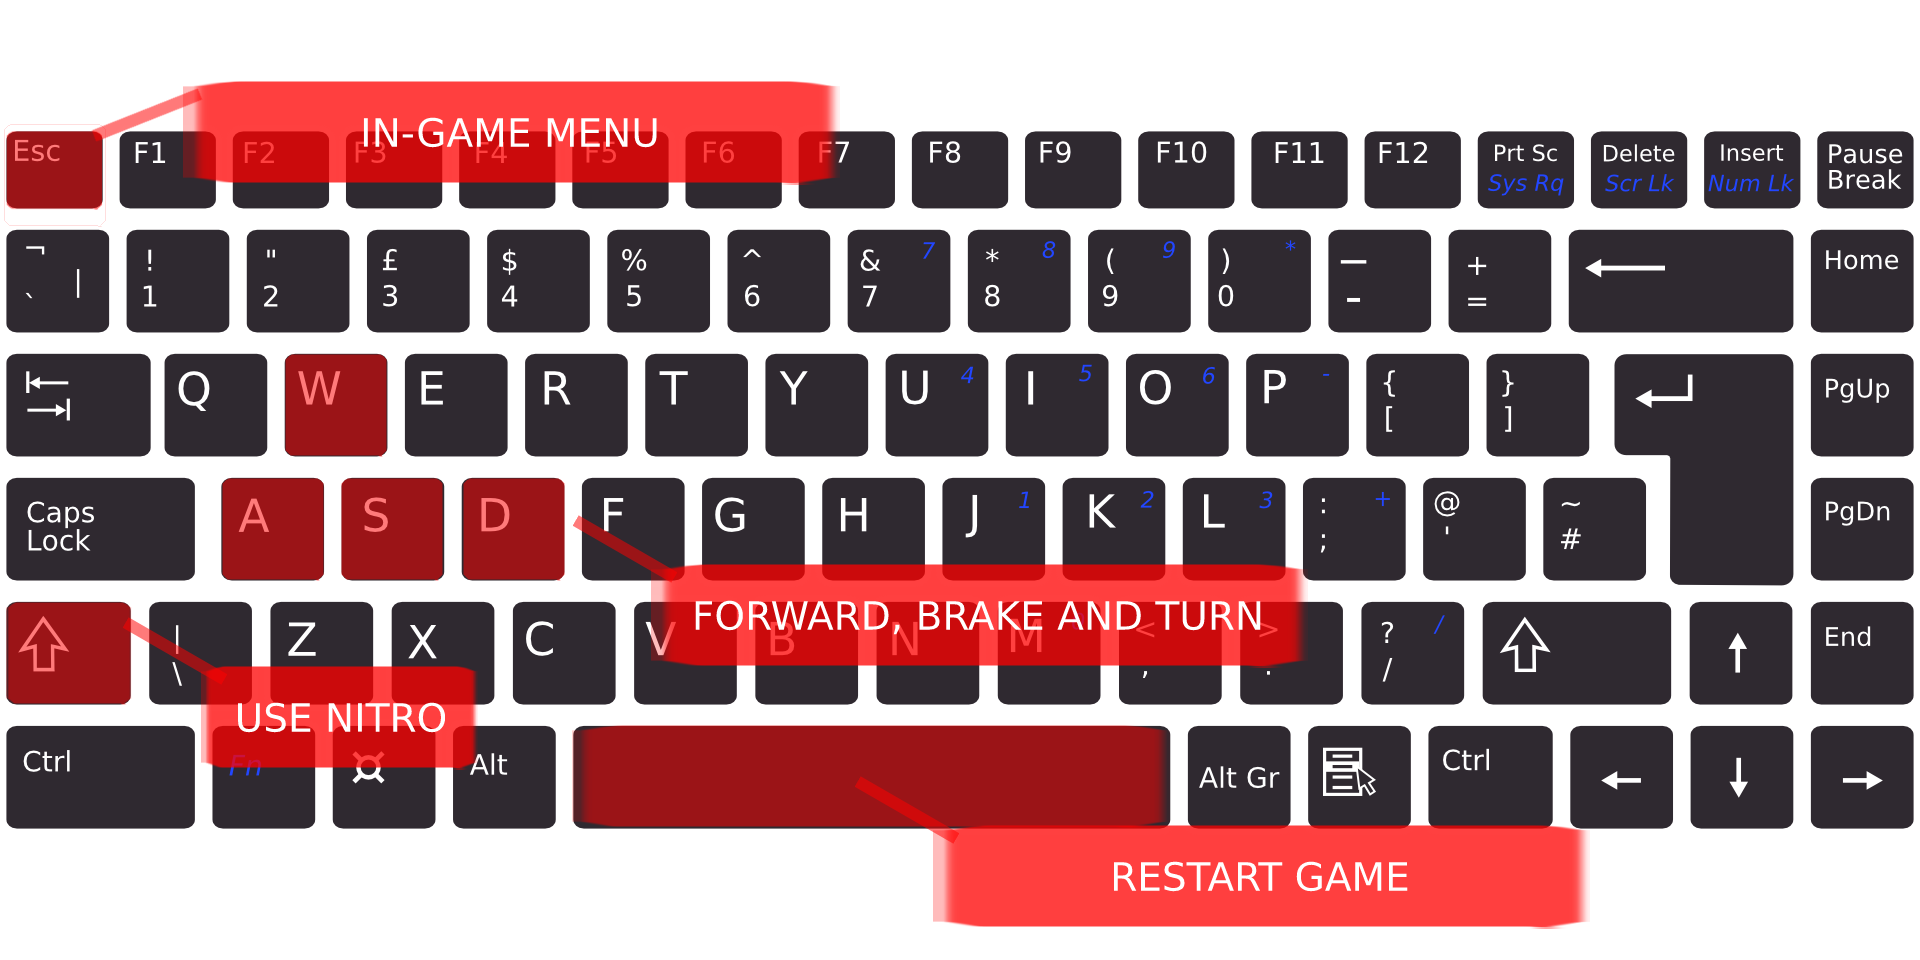 IN-GAME MENU
Esc F1 F2 F3 F4 F5 F6 F7 F8 F9 F10 F11 F12 Prt Sc Delete Insert Pause
Sys Rq Scr Lk Num Lk Break
¬ ! " £ $ % ^ & 7 * 8 ( 9 ) * — + Home
` | 1 2 3 4 5 6 7 8 9 0 - =
Q W E R T Y U 4 I 5 O 6 P - { } PgUp
[ ]
Caps A S D F G H J 1 K 2 L 3 : + @ ~ PgDn
Lock ; ' #
FORWARD, BRAKE AND TURN
| Z X C V B N M < > ? / End
\ , . /
USE NITRO
Ctrl Fn Alt Alt Gr Ctrl
RESTART GAME